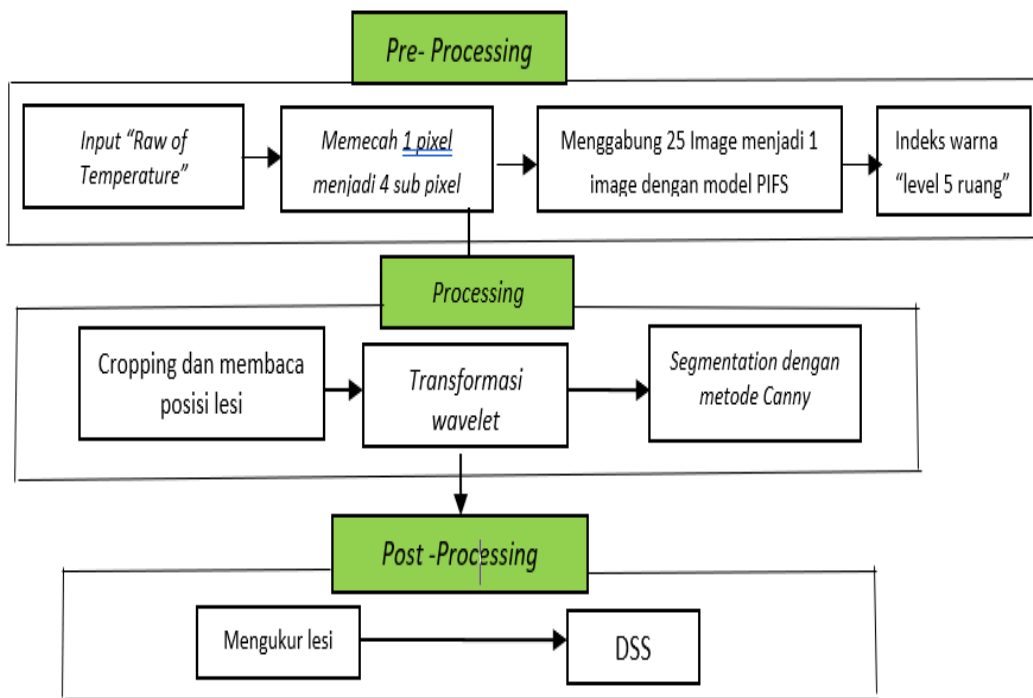 Pre- Processing
Input “Raw of
Temperature”
Memecah 1 pixel
menjadi 4 sub pixel
Menggabung 25 Image menjadi 1
image dengan model PIFS
Indeks warna
“level 5 ruang”
Processing
Cropping dan membaca
posisi lesi
Transformasi
wavelet
Segmentation dengan
metode Canny
Post -Processing
Mengukur lesi
DSS